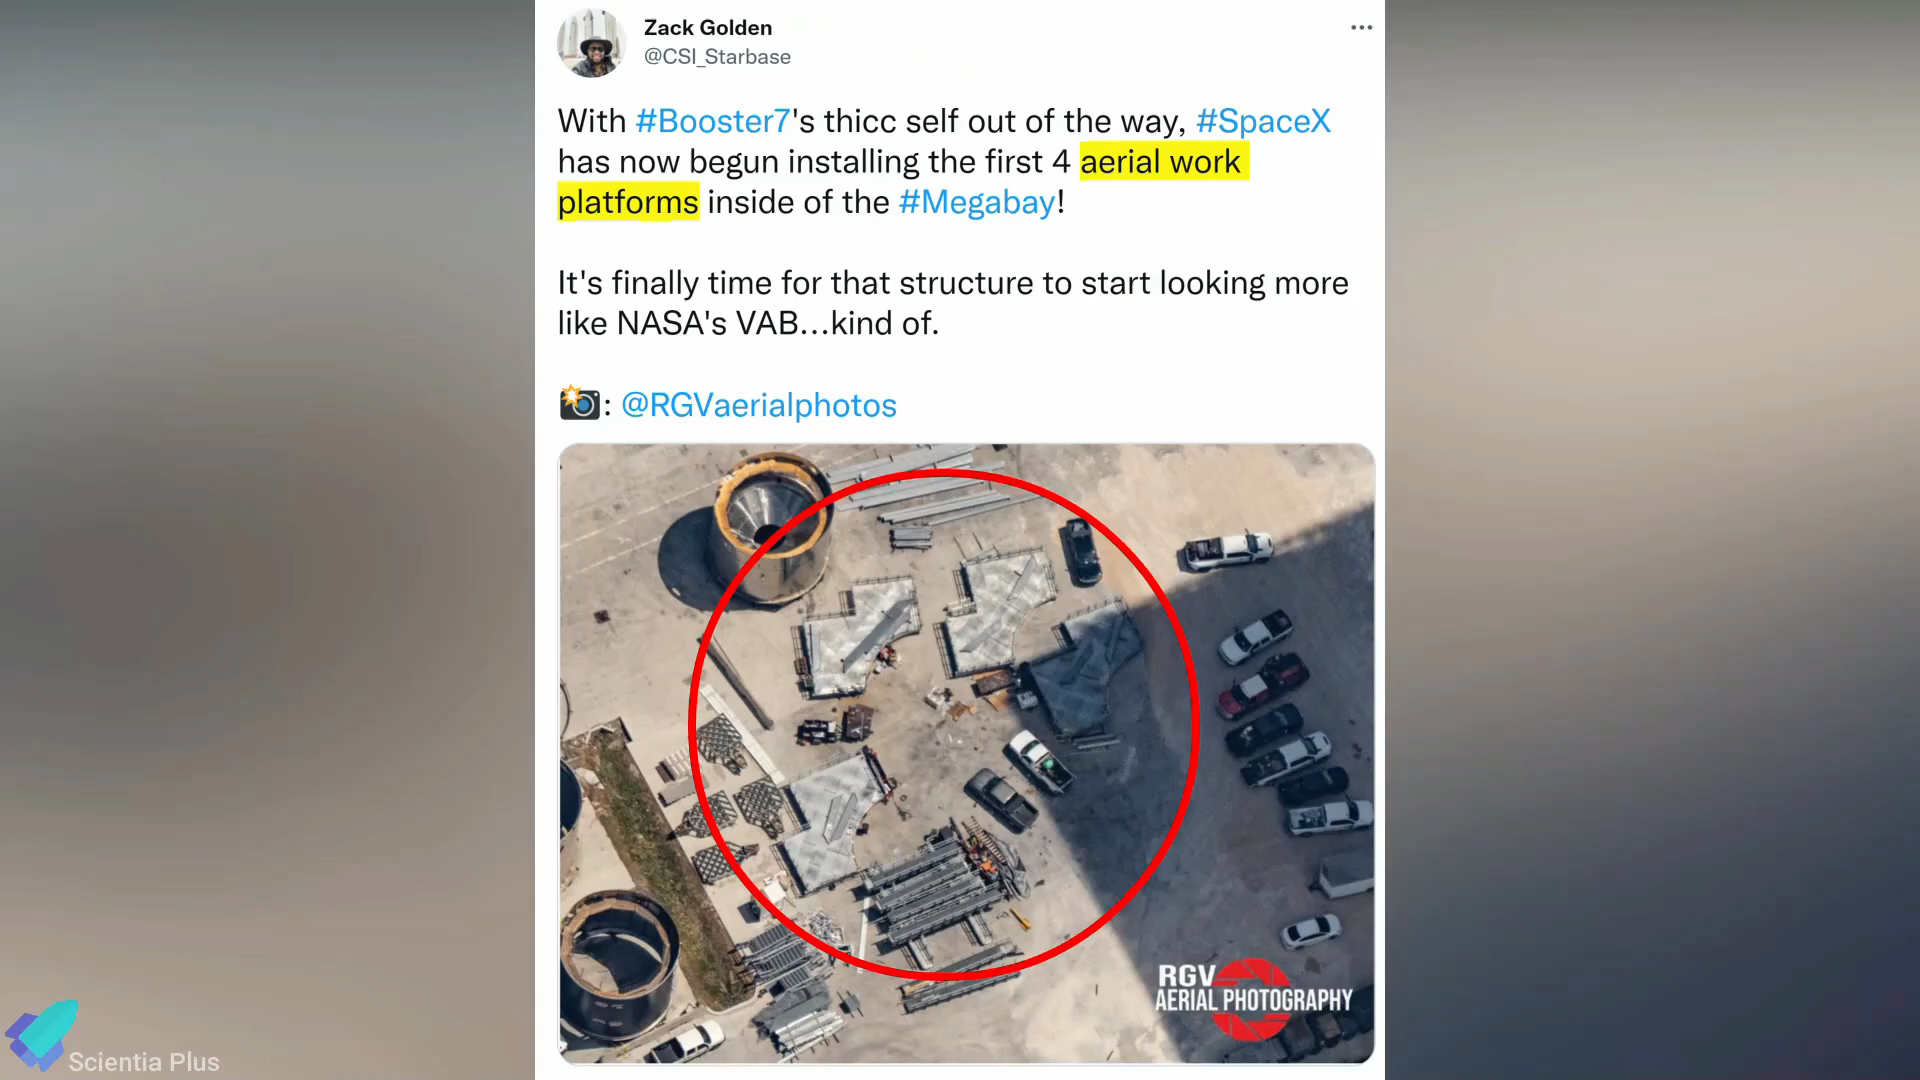 Zack Golden
@CSI_Starbase
With #Booster7's thicc self out of the way, #SpaceX
has now begun installing the first 4 aerial work
platforms inside of the #Megabay!
It's finally time for that structure to start looking more
like NASA's VAB...kind of.
: @RGVaerialphotos
RGV
AERIAL PHOTOGRAPHY
Scientia Plus